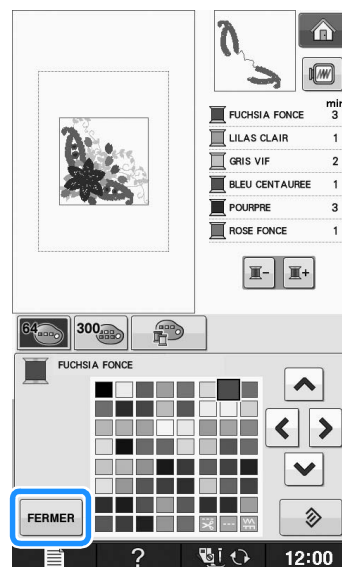 min
FUCHSIA FONCE 3
LILAS CLAIR 1
GRIS VIF 2
BLEU CENTAUREE 1
POURPRE 3
ROSE FONCE 1
- +
64 300
FUCHSIA FONCE
FERMER
? 12:00